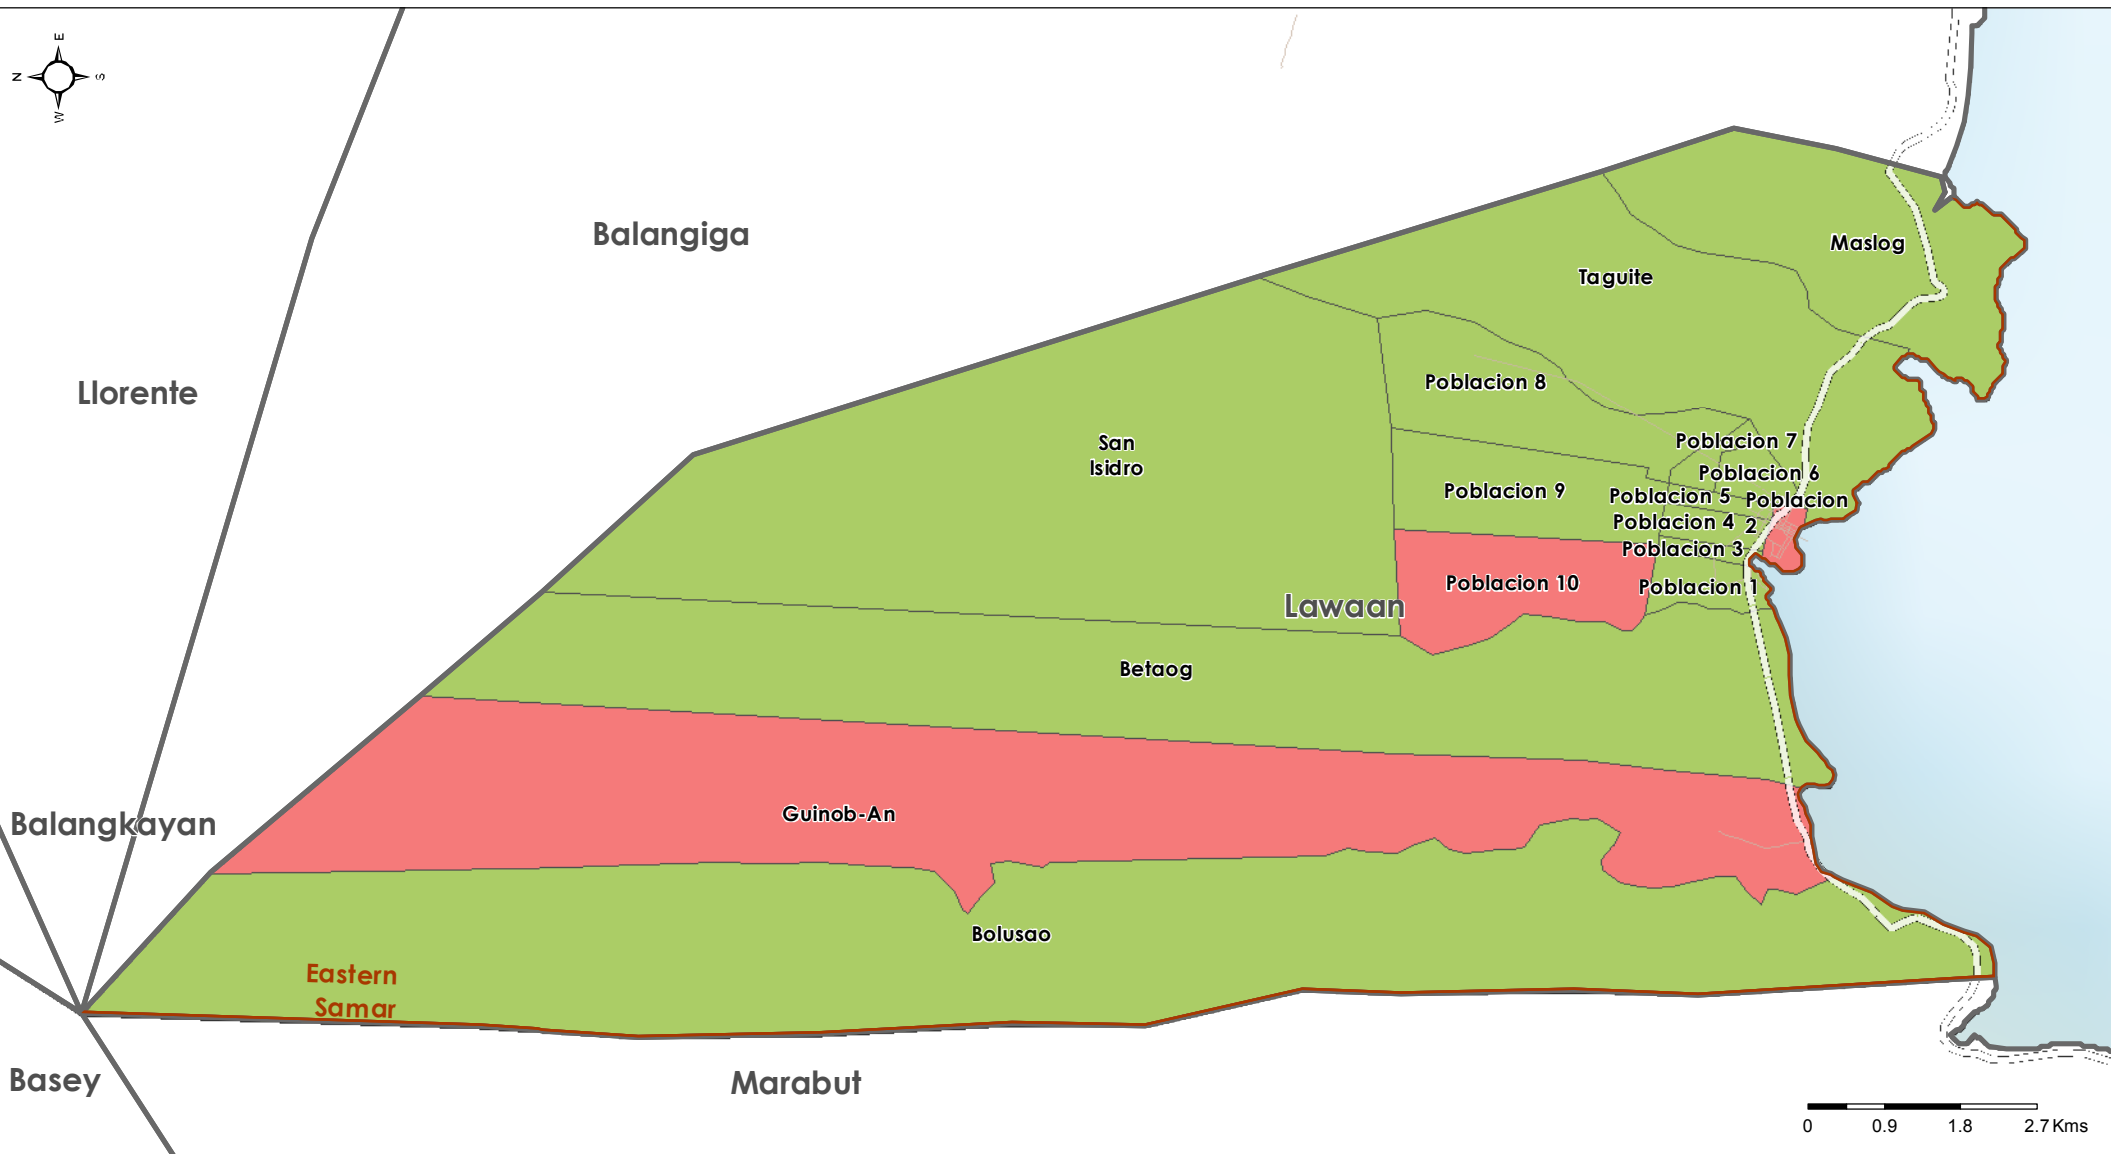 E
N
S
W
Balangiga
Maslog
Taguite
Llorente
Poblacion 8
San
Isidro
Poblacion 7
Poblacion 6
Poblacion 9
Poblacion 5
Poblacion
2
Poblacion 4
Poblacion 3
Poblacion 10
Poblacion 1
Lawaan
Betaog
Guinob-An
Balangkayan
Bolusao
Eastern
Samar
Basey
Marabut
0 0.9 1.8 2.7 Kms